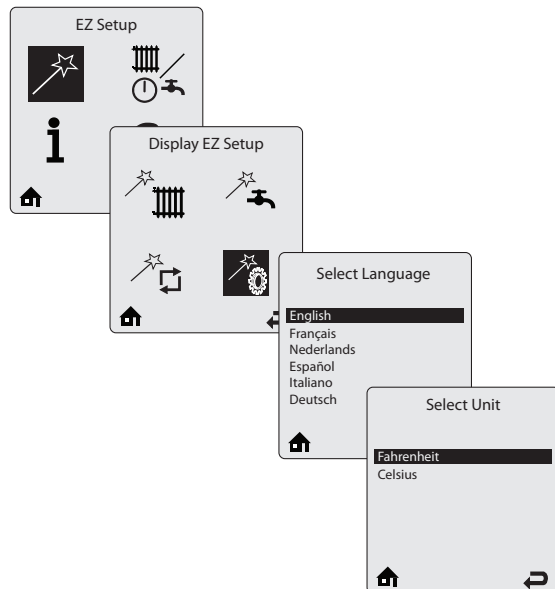 EZ Setup
Display EZ Setup
Select Language
English
Français
Nederlands
Español
Italiano
Deutsch
Select Unit
Fahrenheit
Celsius